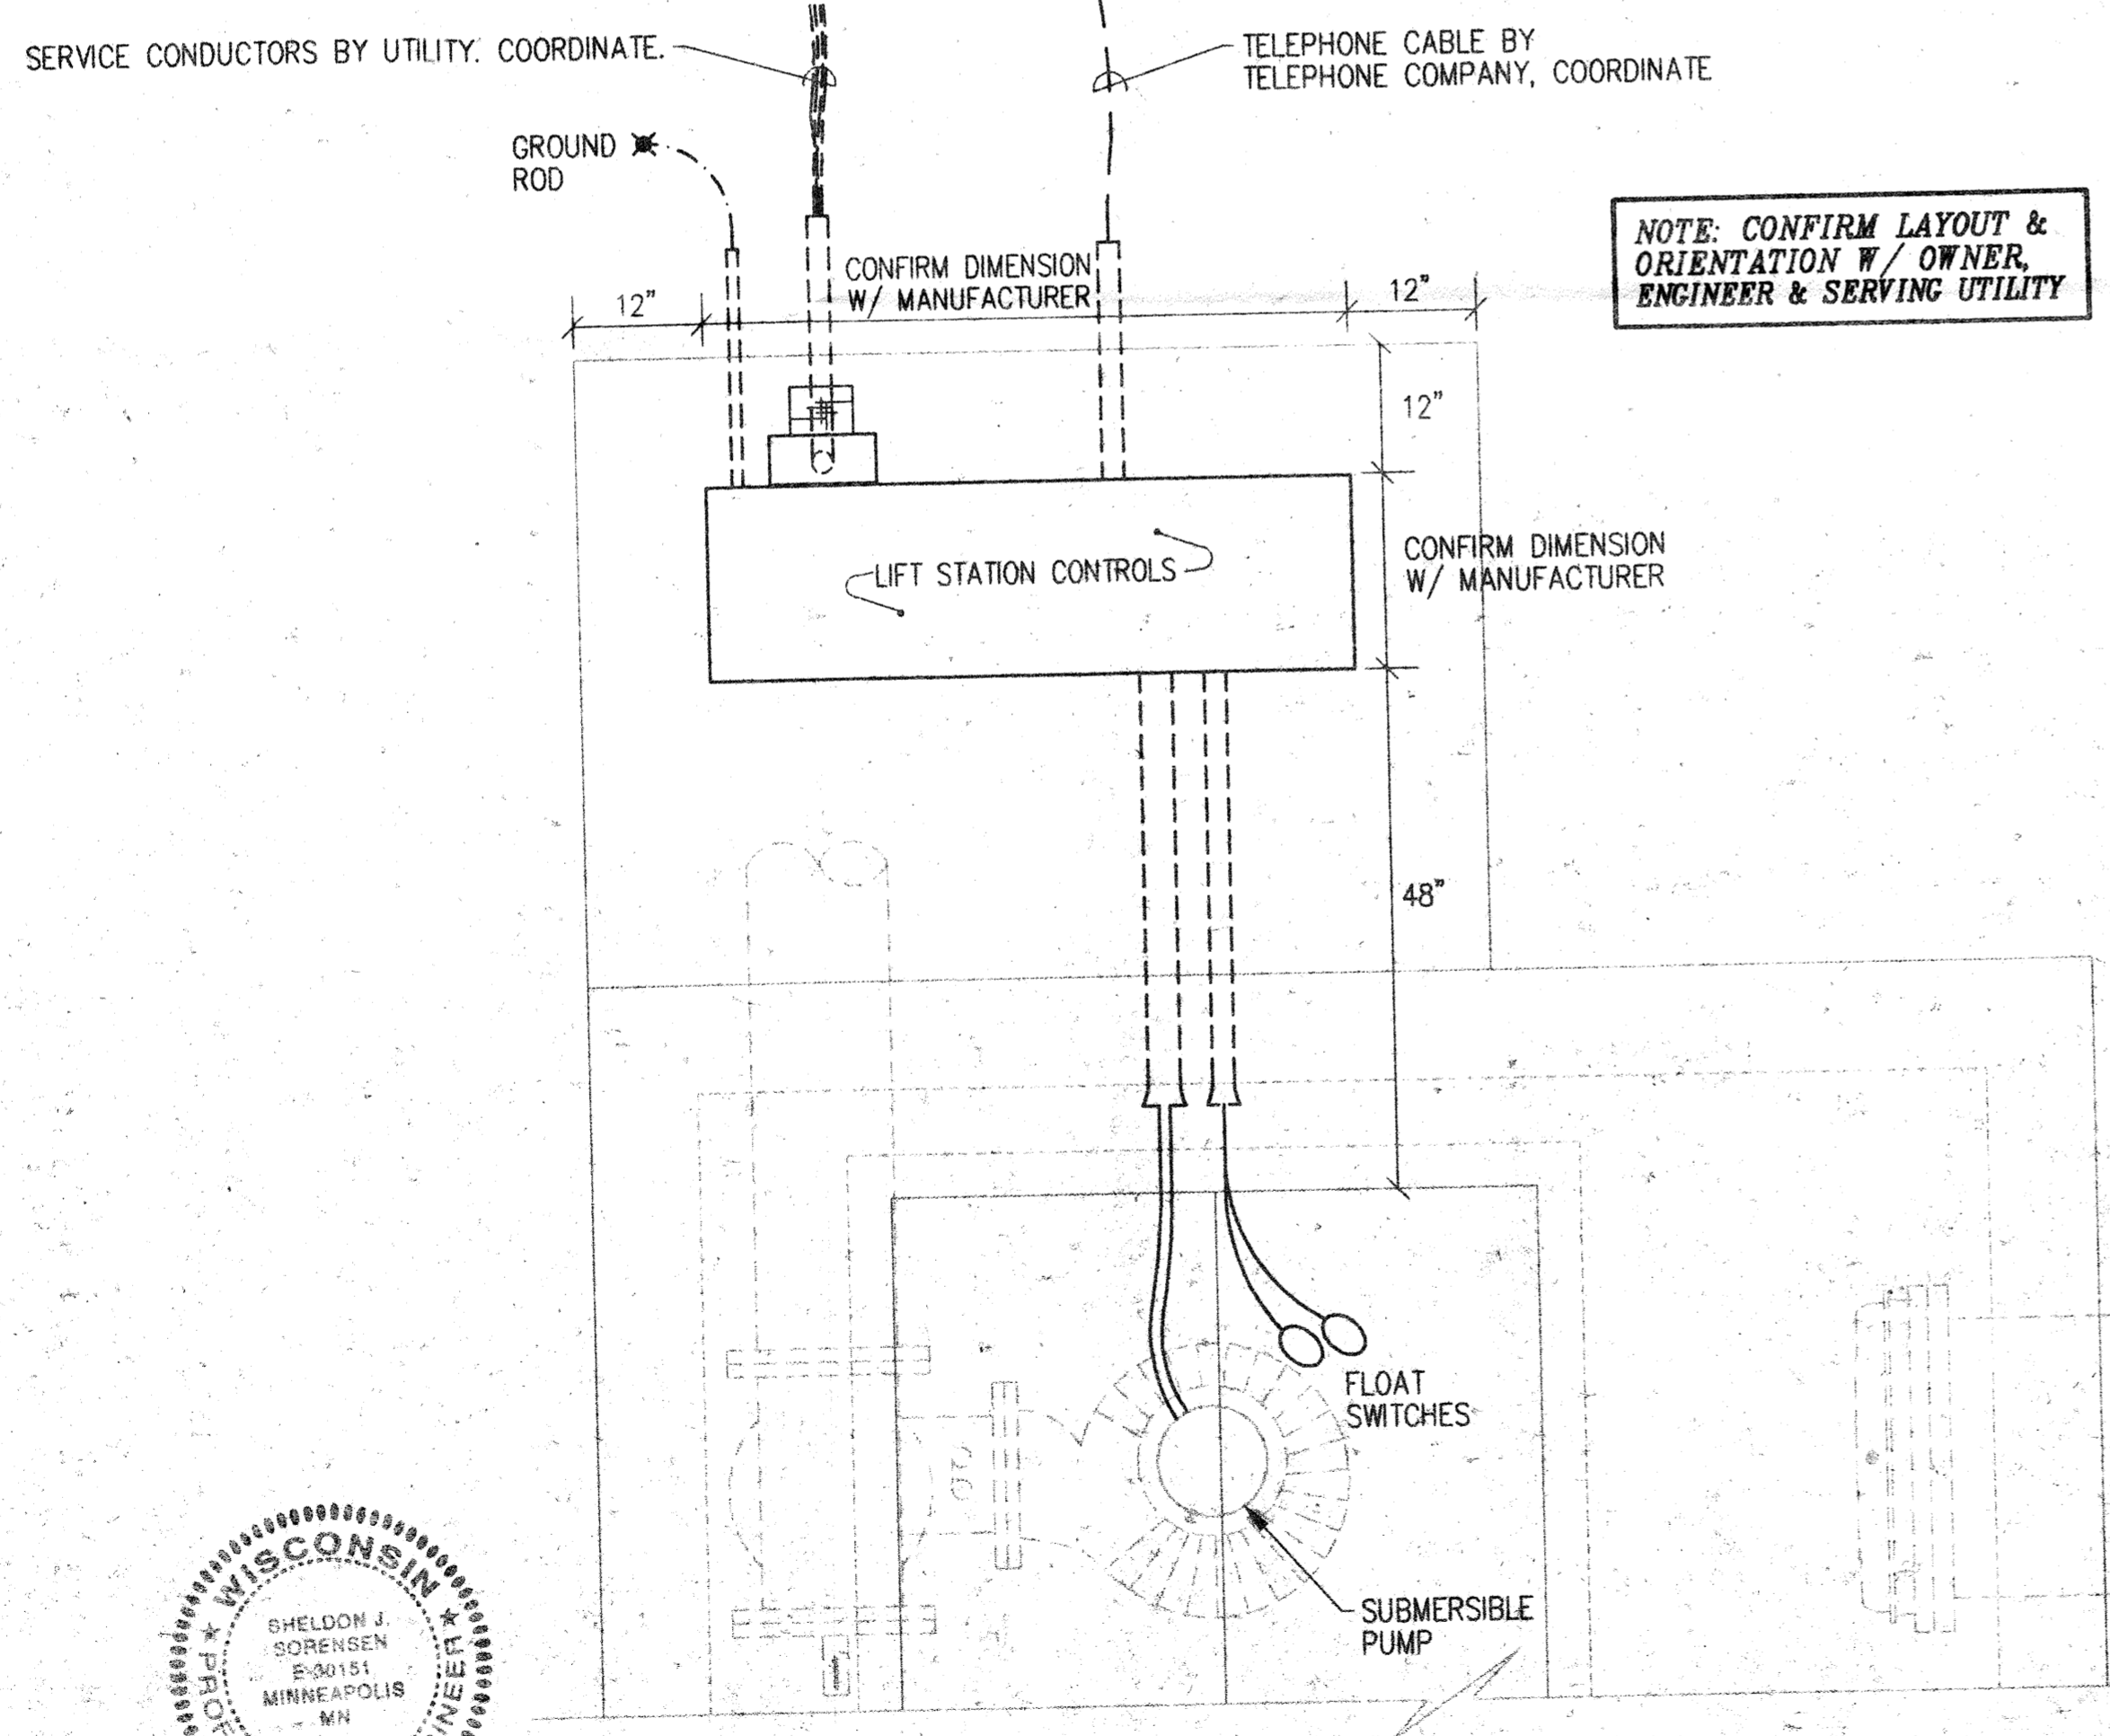 SERVICE CONDUCTORS BY UTILITY. COORDINATE.
TELEPHONE CABLE BY
TELEPHONE COMPANY, COORDINATE
GROUND
ROD
NOTE: CONFIRM LAYOUT &
ORIENTATION W/ OWNER,
ENGINEER & SERVING UTILITY
12"
CONFIRM DIMENSION
W/ MANUFACTURER
12"
12"
LIFT STATION CONTROLS
CONFIRM DIMENSION
W/ MANUFACTURER
48"
FLOAT
SWITCHES
SUBMERSIBLE
PUMP
WISCONSIN
SHELDON J.
SORENSEN
E-30151
MINNEAPOLIS
MN